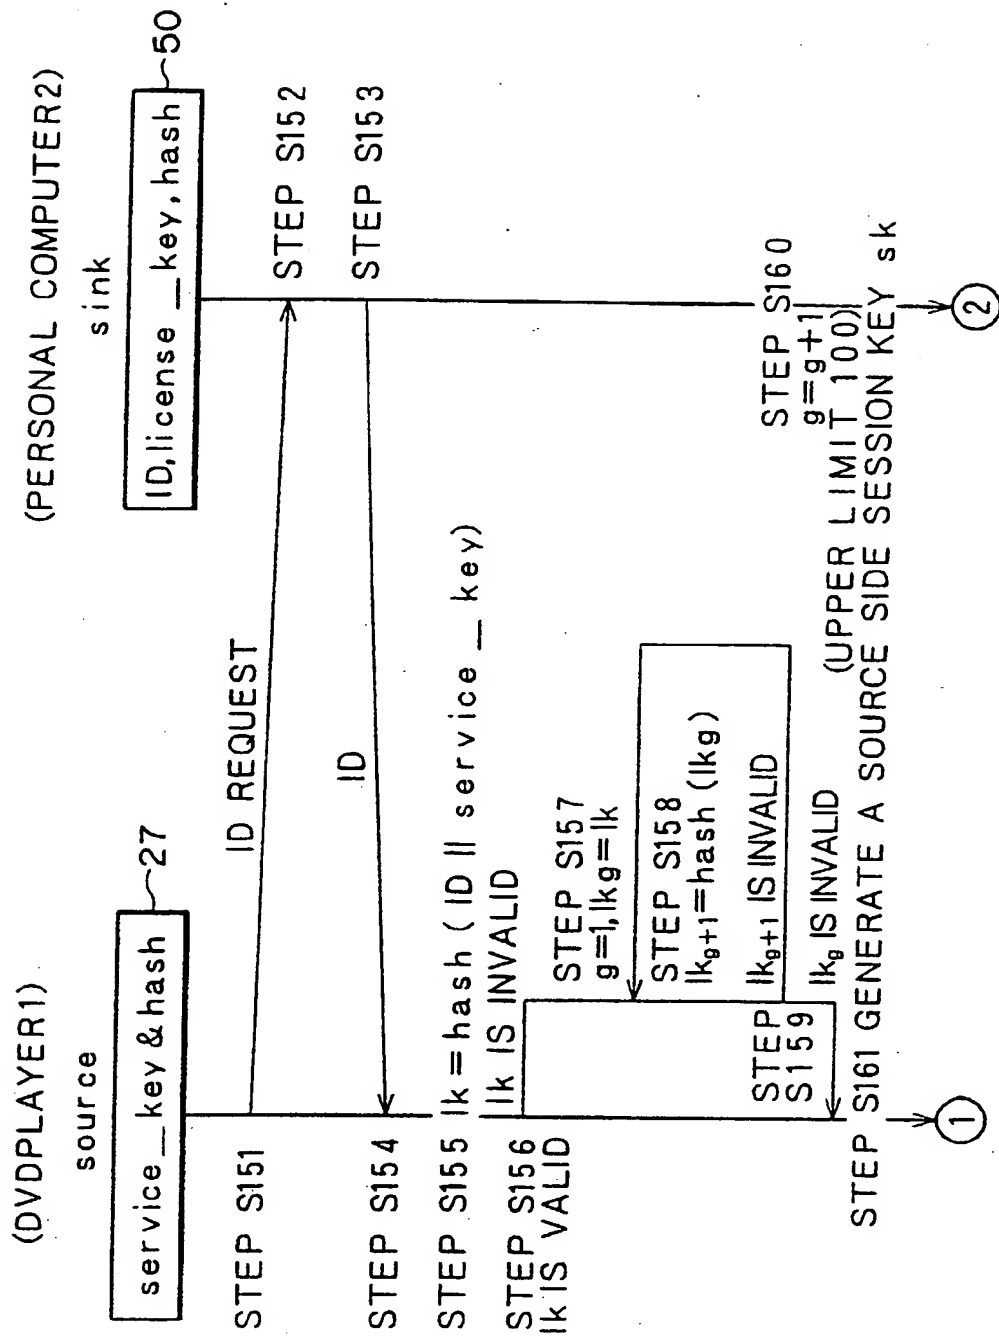 (DVDPLAYER1)
source
service__key&hash
27
(PERSONAL COMPUTER2)
sink
ID,license__key,hash
50
STEP S151
ID REQUEST
STEP S152
ID
STEP S153
STEP S154
STEP S155
lk=hash (ID || service__key)
STEP S156
lk IS VALID
lk IS INVALID
STEP S157
g=1,lkg=lk
STEP S158
lkg+1=hash (lkg)
STEP
S159
lkg+1 IS INVALID
lkg IS INVALID
STEP S160
g=g+1
(UPPER LIMIT 100)
STEP S161 GENERATE A SOURCE SIDE SESSION KEY sk
1
2